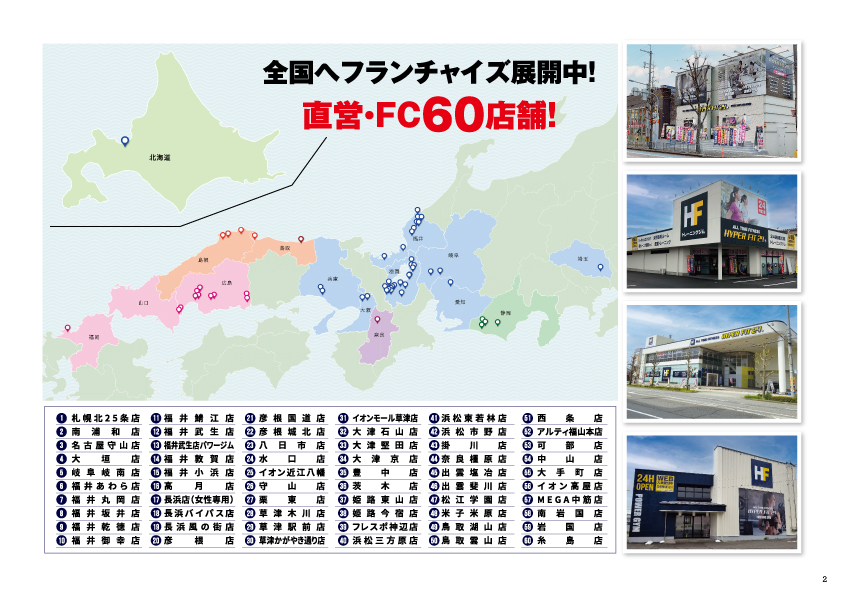 全国へフランチャイズ展開中!
直営・FC60店舗!
北海道
福井
鳥取
島根
岐阜
埼玉
滋賀
兵庫
広島
山口
愛知
大阪
静岡
奈良
福岡
HF
トレーニングジム
24H
ALL TIME FITNESS
HYPER FIT 24
HYPER FIT 24
24H
OPEN
POWER GYM
HF
1 札幌北25条店
2 南浦和店
3 名古屋守山店
4 大垣店
5 岐阜岐南店
6 福井あわら店
7 福井丸岡店
8 福井坂井店
9 福井乾徳店
10 福井御幸店
11 福井鯖江店
12 福井武生店
13 福井武生店パワージム
14 福井敦賀店
15 福井小浜店
16 高月店
17 長浜店(女性専用)
18 長浜バイパス店
19 長浜風の街店
20 彦根店
21 彦根国道店
22 彦根城北店
23 八日市店
24 水口店
25 イオン近江八幡
26 守山店
27 栗東店
28 草津木川店
29 草津駅前店
30 草津かがやき通り店
31 イオンモール草津店
32 大津石山店
33 大津堅田店
34 大津京店
35 豊中店
36 茨木店
37 姫路東山店
38 姫路今宿店
39 フレスポ神辺店
40 浜松三方原店
41 浜松東若林店
42 浜松市野店
43 掛川店
44 奈良橿原店
45 出雲塩冶店
46 出雲斐川店
47 松江学園店
48 米子米原店
49 鳥取湖山店
50 鳥取雲山店
51 西条店
52 アルティ福山本店
53 可部店
54 中山店
55 大手町店
56 イオン高屋店
57 MEGA中筋店
58 南岩国店
59 岩国店
60 糸島店
2